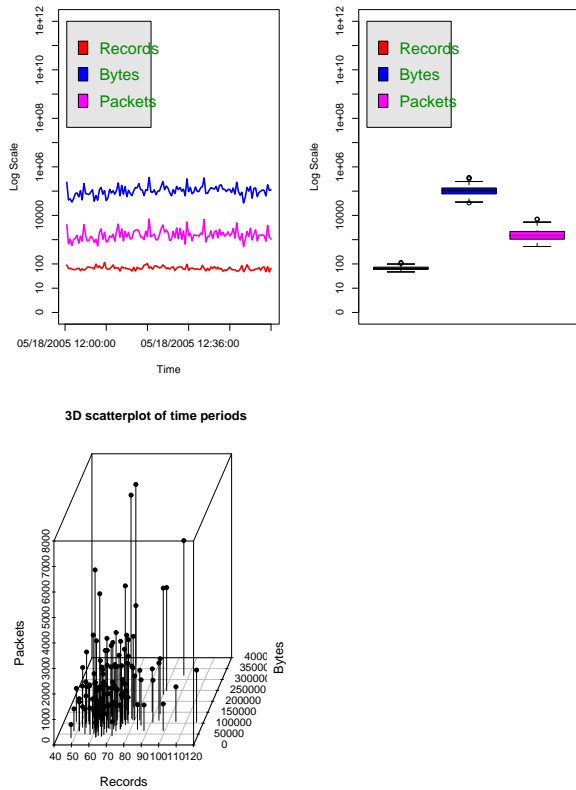 1e+12
1e+10
1e+08
1e+06
10000
100
0
Log Scale
Records
Bytes
Packets
05/18/2005 12:00:00
05/18/2005 12:36:00
Time
1e+12
1e+10
1e+08
1e+06
10000
100
0
Log Scale
Records
Bytes
Packets
3D scatterplot of time periods
8000
7000
6000
5000
4000
3000
2000
1000
0
Packets
40 50 60 70 80 90 100 110 120
Records
0
50000
100000
150000
200000
250000
300000
Bytes